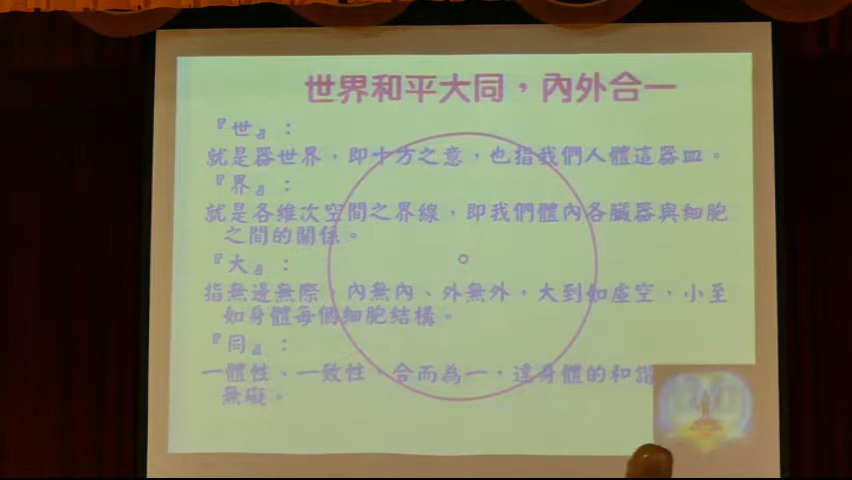 世界和平大同，內外合一
『世』：
就是器世界，即十方之意，也指我們人體這器皿。
『界』：
就是各維次空間之界線，即我們體內各臟器與細胞
之間的關係。
『大』：
指無邊無際，內無內、外無外，大到如虛空，小至
如身體每個細胞結構。
『同』：
一體性、一致性，合而為一，達身體的和諧
無礙。